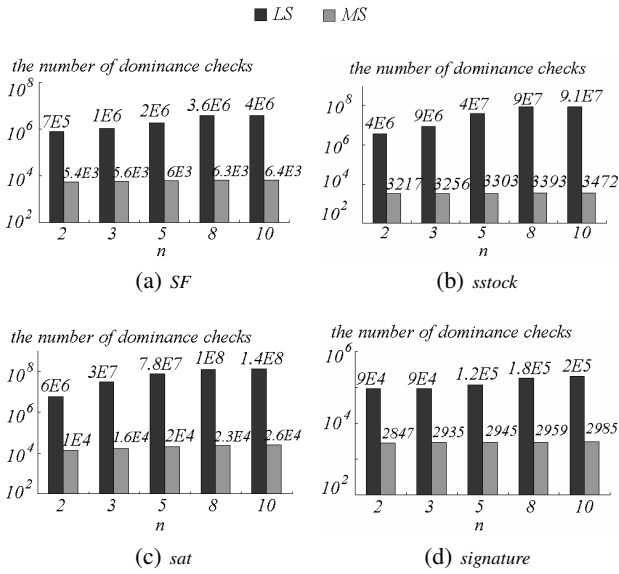 LS MS
the number of dominance checks
10^8
10^6
10^4
10^2
7E5 1E6 2E6 3.6E6 4E6
5.4E3 5.6E3 6E3 6.3E3 6.4E3
2 3 5 8 10
n
(a) SF
the number of dominance checks
10^8
10^6
10^4
10^2
4E6 9E6 4E7 9E7 9.1E7
3217 3256 3303 3393 3472
2 3 5 8 10
n
(b) sstock
the number of dominance checks
10^8
10^6
10^4
10^2
6E6 3E7 7.8E7 1E8 1.4E8
1E4 1.6E4 2E4 2.3E4 2.6E4
2 3 5 8 10
n
(c) sat
the number of dominance checks
10^6
10^4
10^2
9E4 9E4 1.2E5 1.8E5 2E5
2847 2935 2945 2959 2985
2 3 5 8 10
n
(d) signature